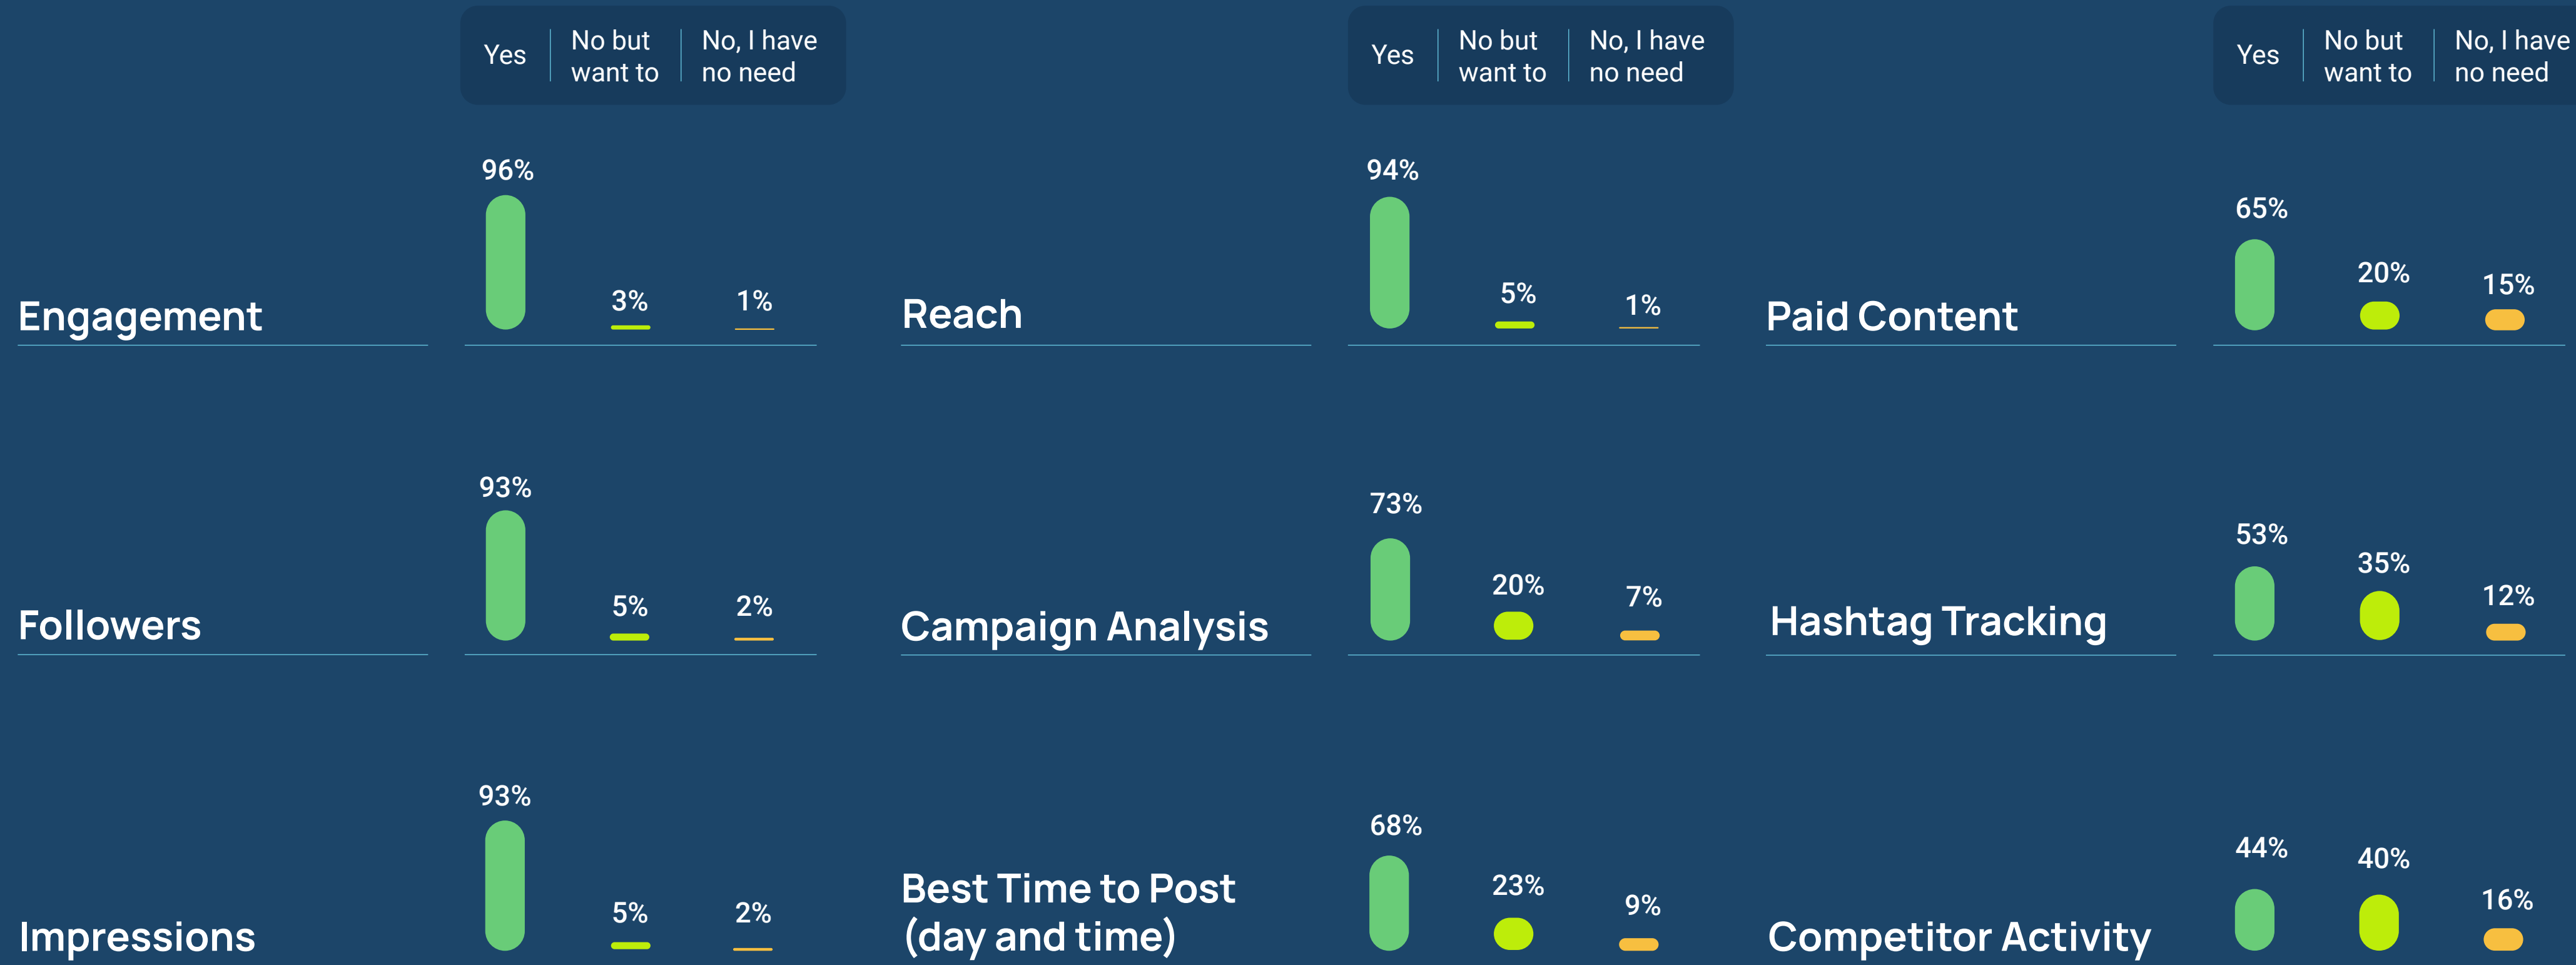 Yes
No but
want to
No, I have
no need
Yes
No but
want to
No, I have
no need
Yes
No but
want to
No, I have
no need
Engagement
96%
3%
1%
Reach
94%
5%
1%
Paid Content
65%
20%
15%
Followers
93%
5%
2%
Campaign Analysis
73%
20%
7%
Hashtag Tracking
53%
35%
12%
Impressions
93%
5%
2%
Best Time to Post
(day and time)
68%
23%
9%
Competitor Activity
44%
40%
16%